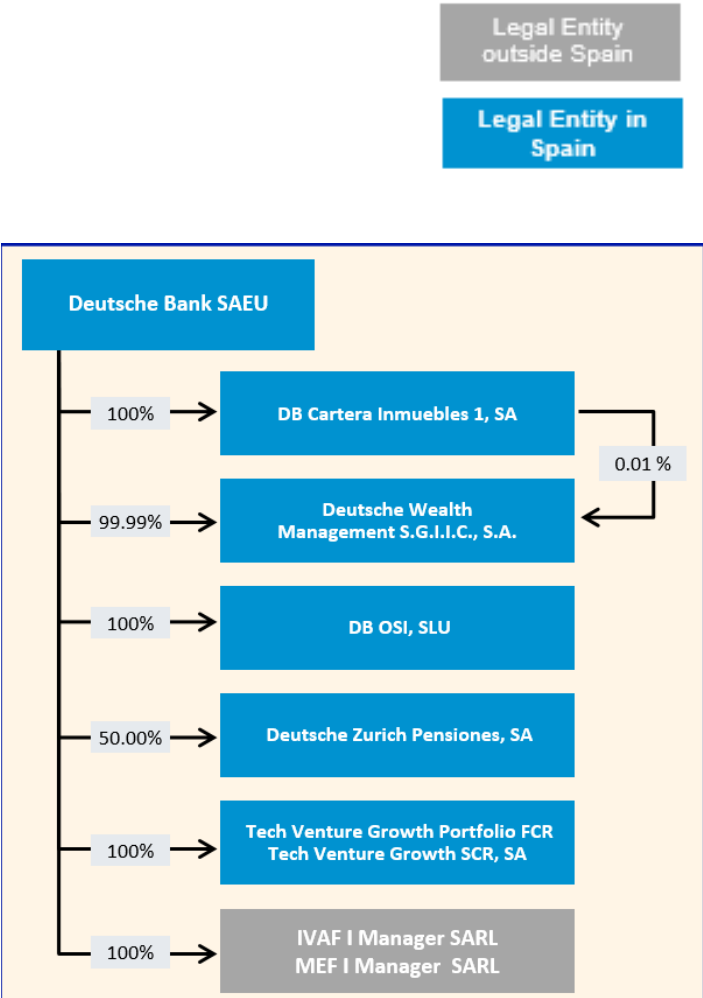 Legal Entity
outside Spain
Legal Entity in
Spain
Deutsche Bank SAEU
100%
DB Cartera Inmuebles 1, SA
0.01 %
99.99%
Deutsche Wealth
Management S.G.I.I.C., S.A.
100%
DB OSI, SLU
50.00%
Deutsche Zurich Pensiones, SA
100%
Tech Venture Growth Portfolio FCR
Tech Venture Growth SCR, SA
100%
IVAF I Manager SARL
MEF I Manager SARL